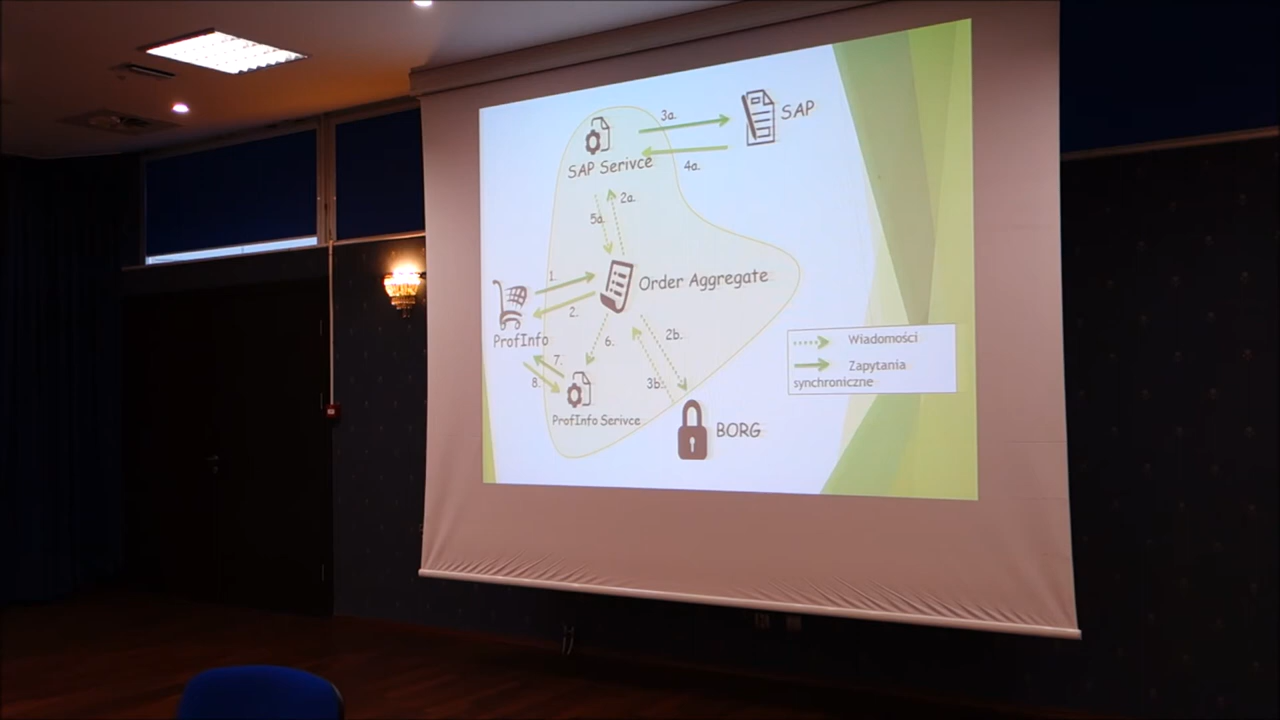 3a.
SAP
SAP Serivce
4a.
2a.
5a.
1.
Order Aggregate
2.
ProfInfo
6.
2b.
Wiadomości
7.
Zapytania
synchroniczne
8.
3b.
ProfInfo Serivce
BORG